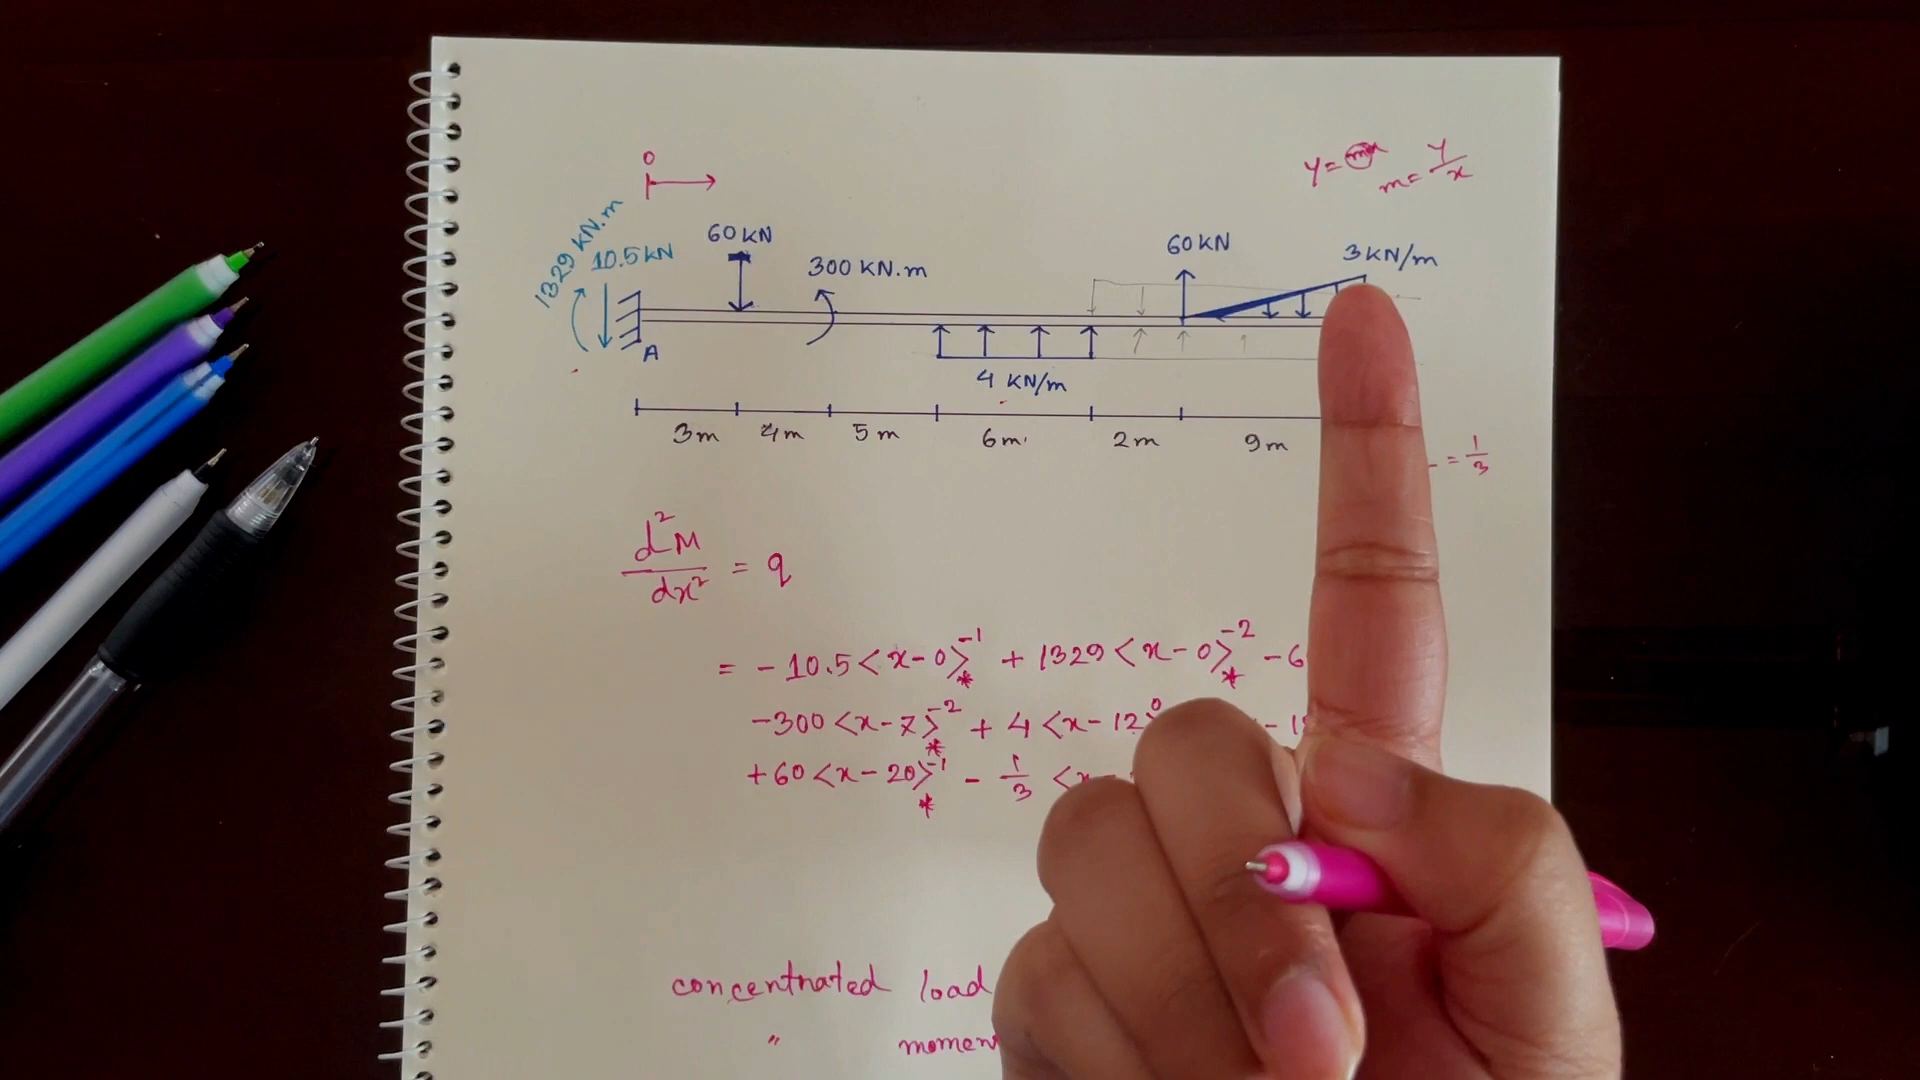 0
y = mx
m = y/x
1329 KN.m
10.5 KN
60 KN
300 KN.m
60 KN
3 KN/m
A
4 KN/m
3m 4m 5m 6m 2m 9m
= 1/3
d²M/dx² = q
= -10.5<x-0>*⁻¹ + 1329<x-0>*⁻² - 6
-300<x-7>*⁻² + 4<x-12>⁰ - 18
+60<x-20>*⁻¹ - 1/3 <x-
concentrated load
" momen